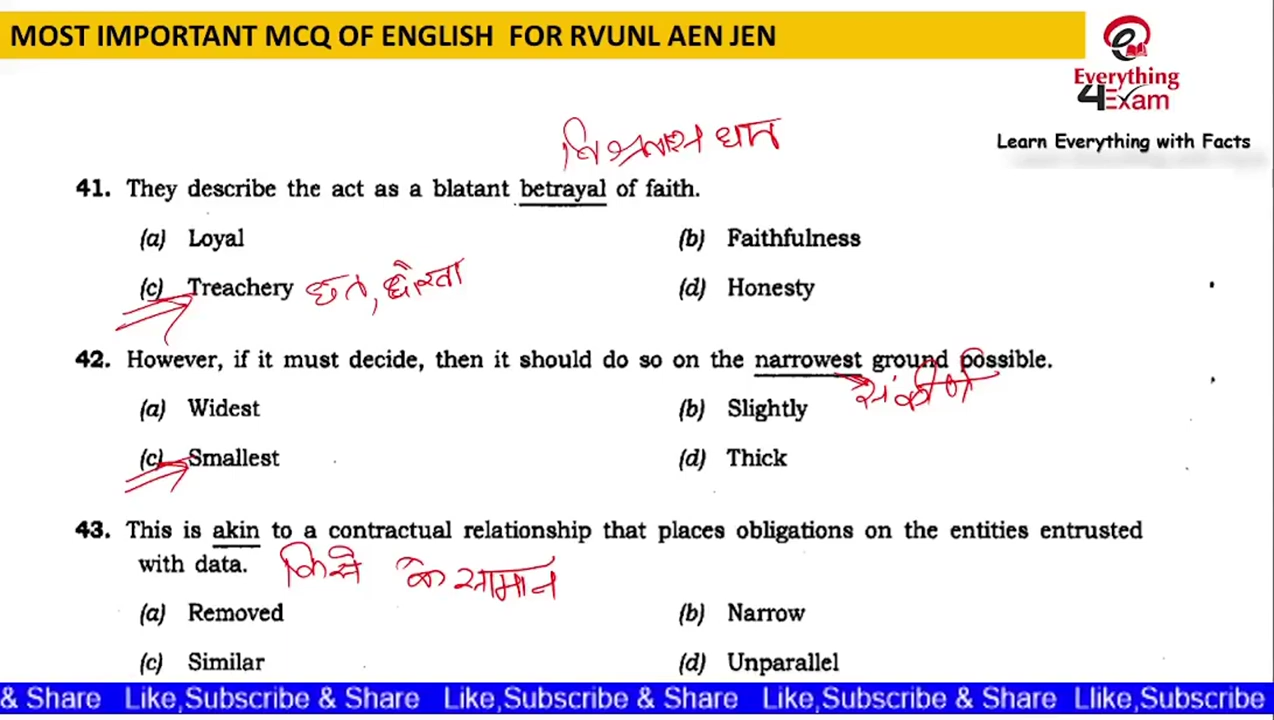 MOST IMPORTANT MCQ OF ENGLISH FOR RVUNL AEN JEN
e
Everything
4Exam
Learn Everything with Facts
41. They describe the act as a blatant betrayal of faith.
(a) Loyal
(b) Faithfulness
(c) Treachery
(d) Honesty
42. However, if it must decide, then it should do so on the narrowest ground possible.
संकीर्ण
(a) Widest
(b) Slightly
(c) Smallest
(d) Thick
43. This is akin to a contractual relationship that places obligations on the entities entrusted
with data.
के सामान
(a) Removed
(b) Narrow
(c) Similar
(d) Unparallel
& Share Like,Subscribe & Share Like,Subscribe & Share Like,Subscribe & Share Llike,Subscribe